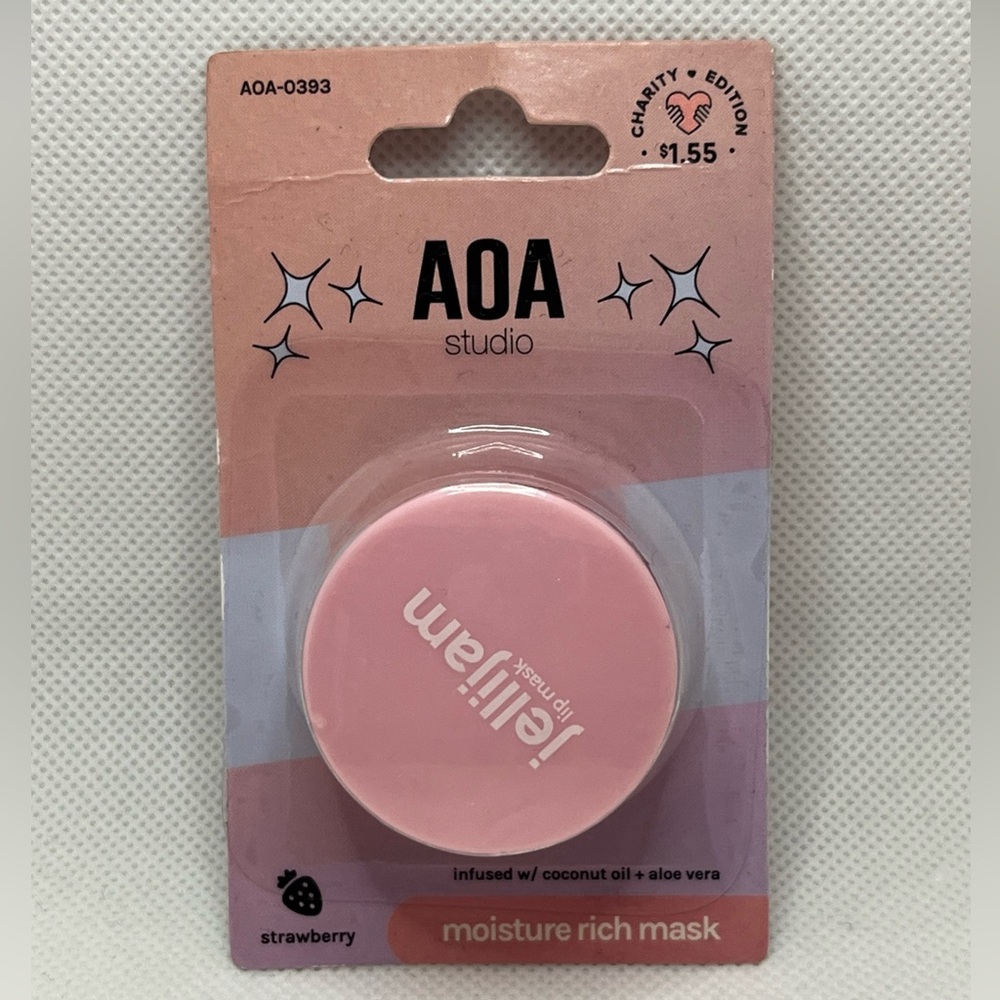 AOA-0393
CHARITY ♥ EDITION
· $1.55 ·
AOA
studio
jellijam
lip mask
infused w/ coconut oil + aloe vera
strawberry
moisture rich mask